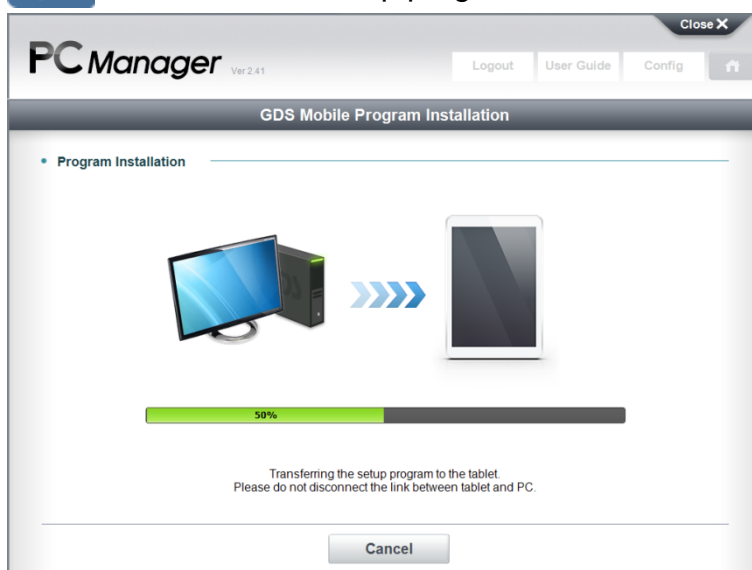 Close X
PC Manager Ver 2.41
Logout User Guide Config
GDS Mobile Program Installation
• Program Installation
50%
Transferring the setup program to the tablet.
Please do not disconnect the link between tablet and PC.
Cancel